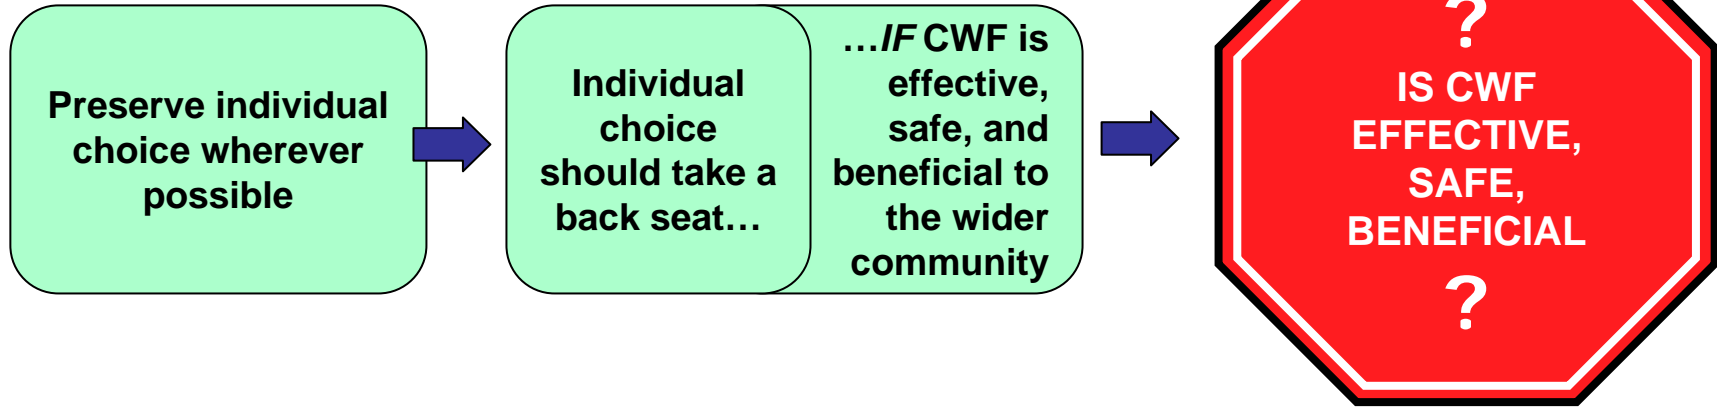 Preserve individual
choice wherever
possible
Individual
choice
should take a
back seat…
…IF CWF is
effective,
safe, and
beneficial to
the wider
community
?
IS CWF
EFFECTIVE,
SAFE,
BENEFICIAL
?